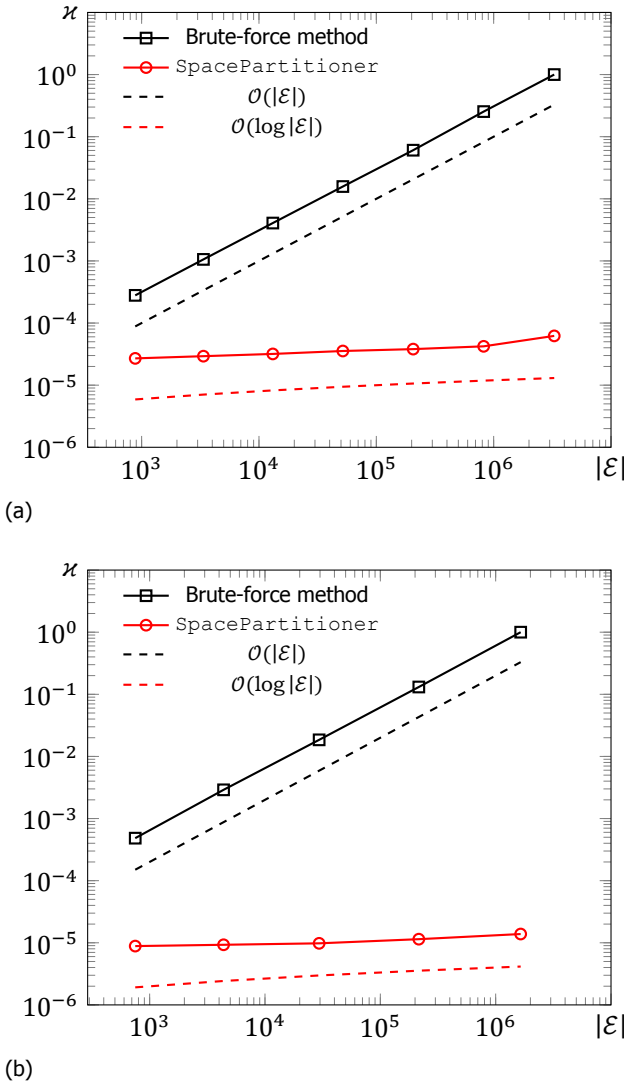 ϰ
Brute-force method
SpacePartitioner
𝒪(|ℰ|)
𝒪(log|ℰ|)
10⁰
10⁻¹
10⁻²
10⁻³
10⁻⁴
10⁻⁵
10⁻⁶
10³ 10⁴ 10⁵ 10⁶ |ℰ|
(a)
ϰ
Brute-force method
SpacePartitioner
𝒪(|ℰ|)
𝒪(log|ℰ|)
10⁰
10⁻¹
10⁻²
10⁻³
10⁻⁴
10⁻⁵
10⁻⁶
10³ 10⁴ 10⁵ 10⁶ |ℰ|
(b)